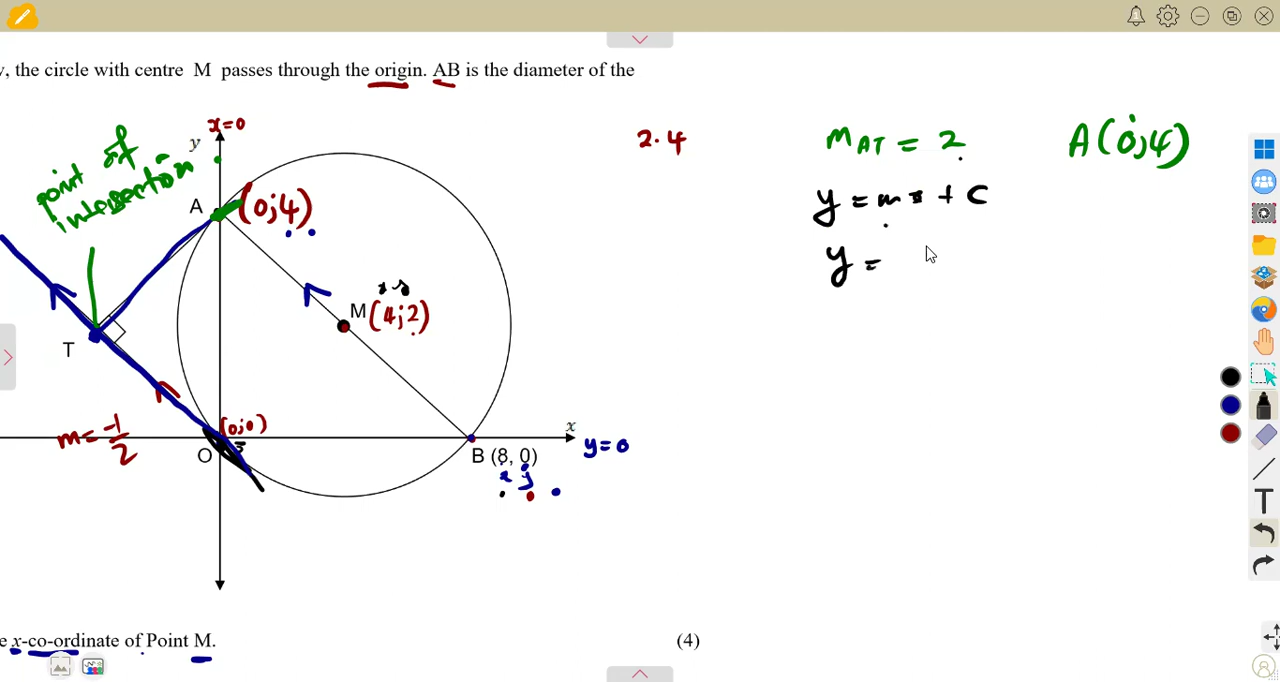 y, the circle with centre M passes through the origin. AB is the diameter of the
x=0
y
point of
intersection
A
(0;4)
x y
M (4;2)
T
m = -1/2
(0;0)
O
x
y=0
B (8, 0)
x y
2.4
m AT = 2
A(0;4)
y = mx + c
y =
e x-co-ordinate of Point M.
(4)
T